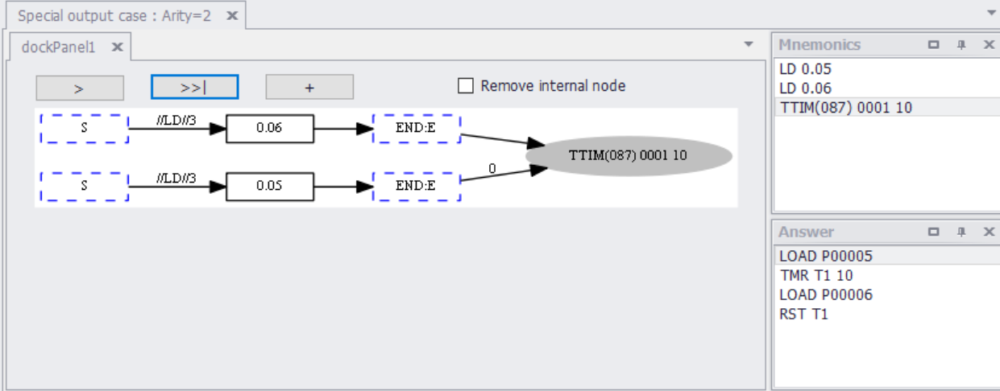 Special output case : Arity=2
dockPanel1
> >>| + Remove internal node
S //LD//3 0.06 END:E
TTIM(087) 0001 10
0
S //LD//3 0.05 END:E
Mnemonics
LD 0.05
LD 0.06
TTIM(087) 0001 10
Answer
LOAD P00005
TMR T1 10
LOAD P00006
RST T1